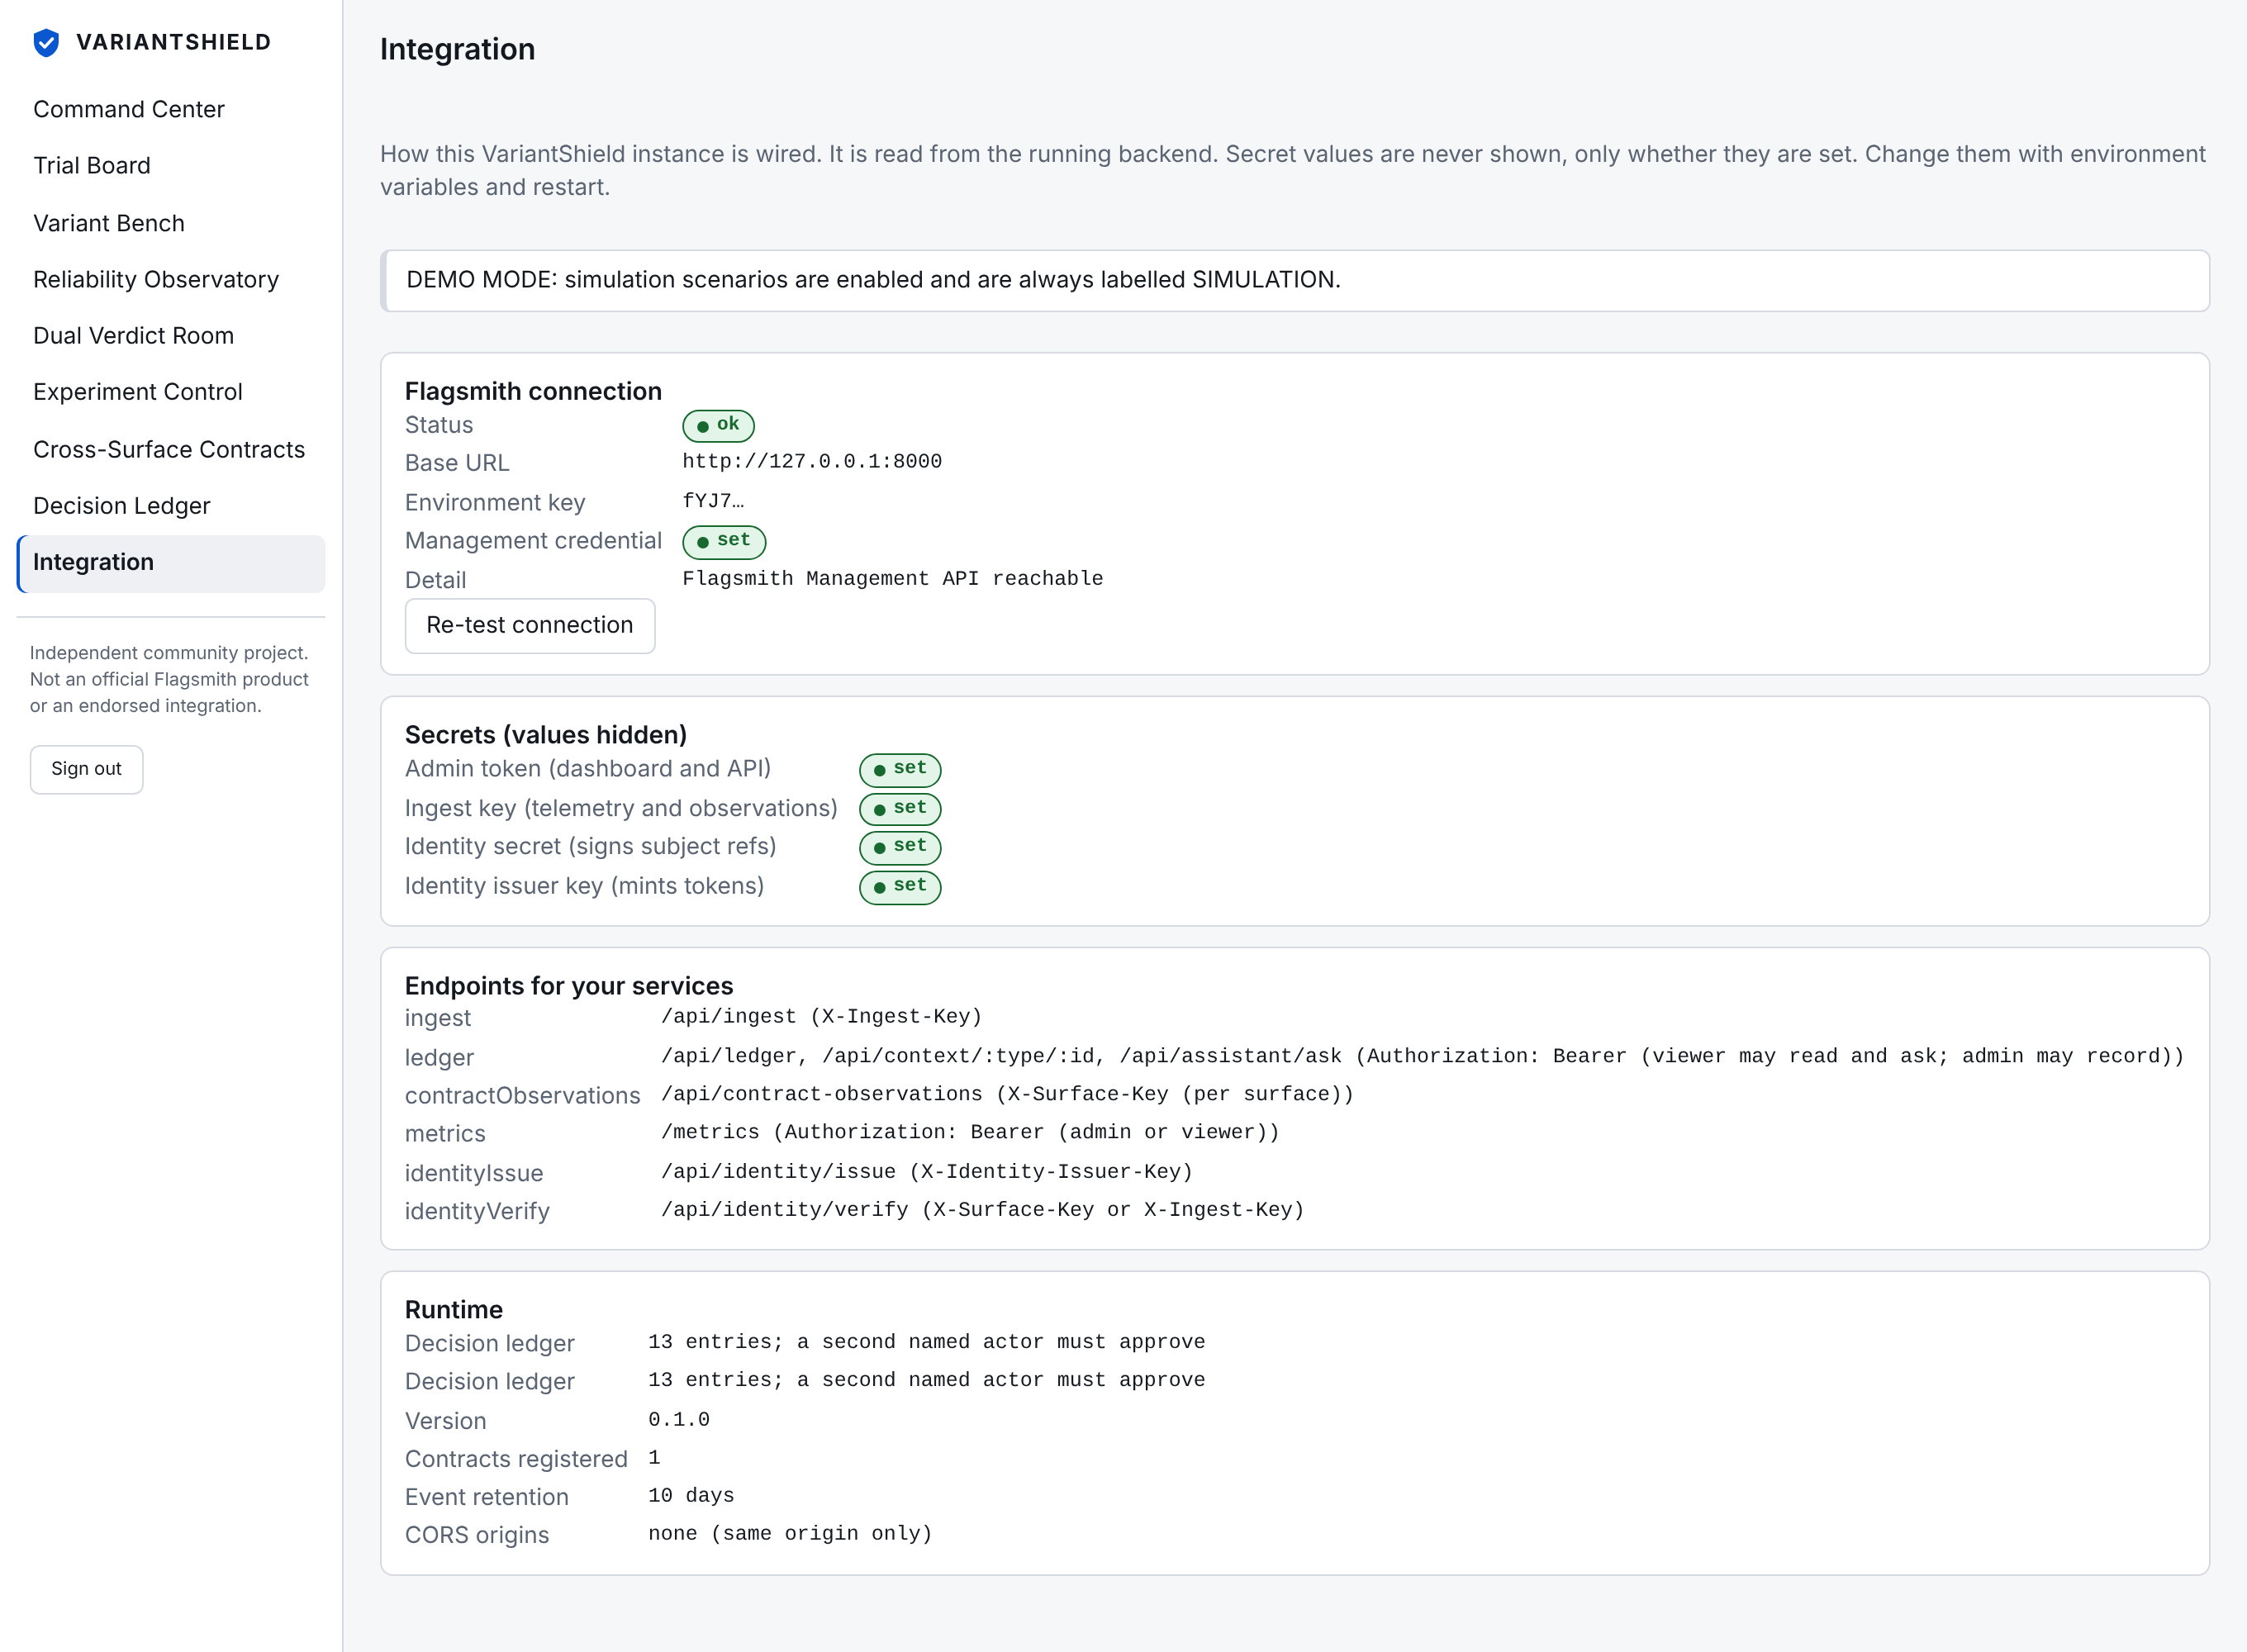 VARIANTSHIELD
Command Center
Trial Board
Variant Bench
Reliability Observatory
Dual Verdict Room
Experiment Control
Cross-Surface Contracts
Decision Ledger
Integration
Independent community project.
Not an official Flagsmith product
or an endorsed integration.
Sign out
Integration
How this VariantShield instance is wired. It is read from the running backend. Secret values are never shown, only whether they are set. Change them with environment
variables and restart.
DEMO MODE: simulation scenarios are enabled and are always labelled SIMULATION.
Flagsmith connection
Status ok
Base URL http://127.0.0.1:8000
Environment key fYJ7…
Management credential set
Detail Flagsmith Management API reachable
Re-test connection
Secrets (values hidden)
Admin token (dashboard and API) set
Ingest key (telemetry and observations) set
Identity secret (signs subject refs) set
Identity issuer key (mints tokens) set
Endpoints for your services
ingest /api/ingest (X-Ingest-Key)
ledger /api/ledger, /api/context/:type/:id, /api/assistant/ask (Authorization: Bearer (viewer may read and ask; admin may record))
contractObservations /api/contract-observations (X-Surface-Key (per surface))
metrics /metrics (Authorization: Bearer (admin or viewer))
identityIssue /api/identity/issue (X-Identity-Issuer-Key)
identityVerify /api/identity/verify (X-Surface-Key or X-Ingest-Key)
Runtime
Decision ledger 13 entries; a second named actor must approve
Decision ledger 13 entries; a second named actor must approve
Version 0.1.0
Contracts registered 1
Event retention 10 days
CORS origins none (same origin only)